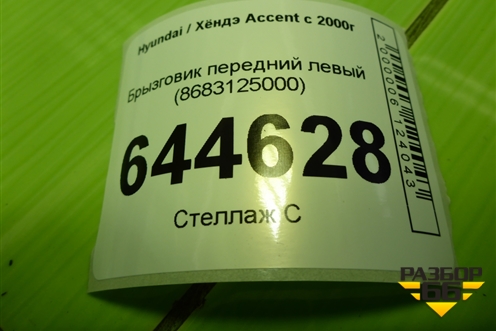 Hyundai / Хёндэ Accent с 2000г
Брызговик передний левый
(8683125000)
644628
Стеллаж С
2000006124043
РАЗБОР
66